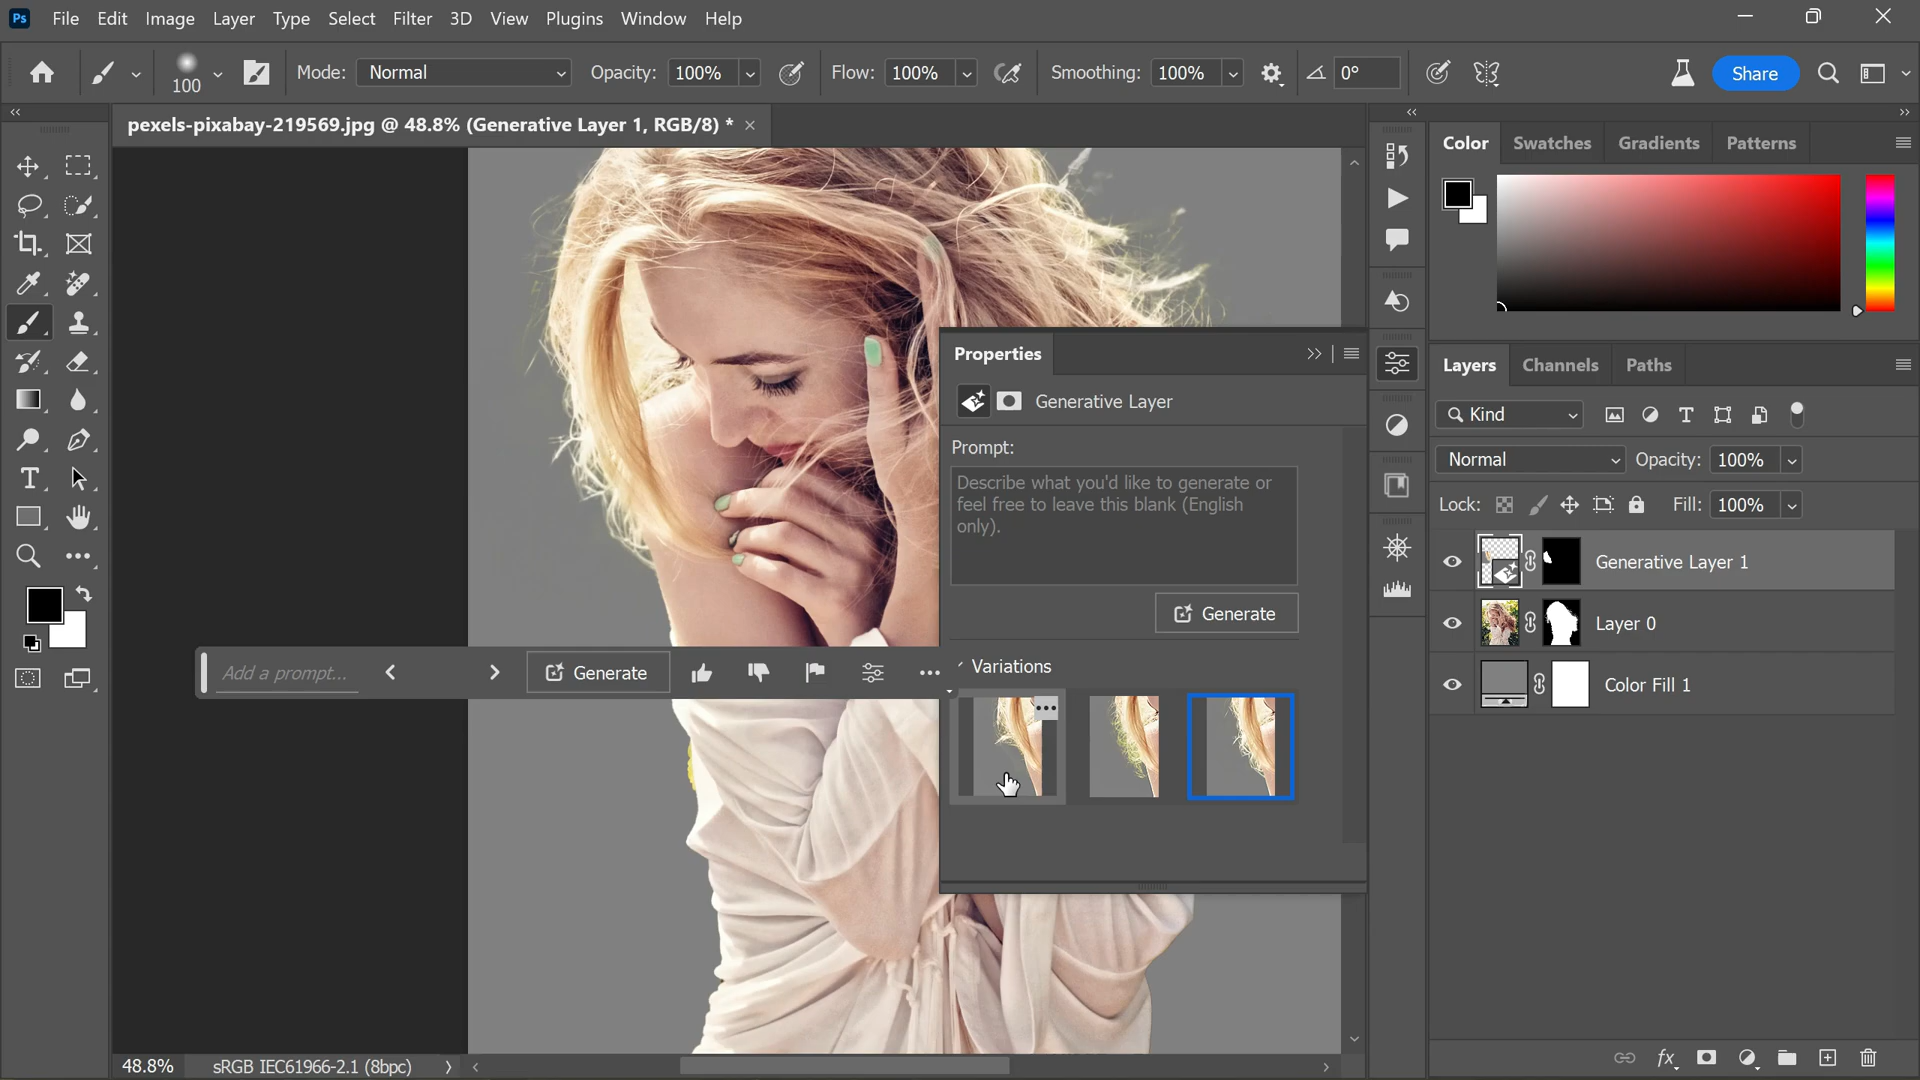 Ps File Edit Image Layer Type Select Filter 3D View Plugins Window Help
100 Mode: Normal Opacity: 100% Flow: 100% Smoothing: 100% 0° Share
pexels-pixabay-219569.jpg @ 48.8% (Generative Layer 1, RGB/8) *
Color Swatches Gradients Patterns
Properties
Generative Layer
Prompt:
Describe what you'd like to generate or
feel free to leave this blank (English
only).
Generate
Variations
Add a prompt... Generate
Layers Channels Paths
Kind
Normal Opacity: 100%
Lock: Fill: 100%
Generative Layer 1
Layer 0
Color Fill 1
48.8% sRGB IEC61966-2.1 (8bpc)